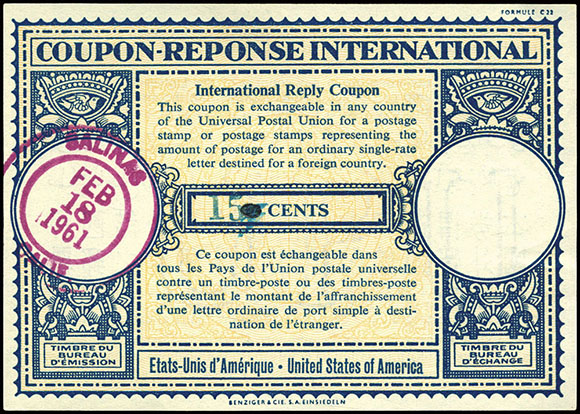 FORMULE C22
COUPON-REPONSE INTERNATIONAL
International Reply Coupon
This coupon is exchangeable in any country
of the Universal Postal Union for a postage
stamp or postage stamps representing the
amount of postage for an ordinary single-rate
letter destined for a foreign country.
SALINAS
FEB
18
1961
CALIF
15 CENTS
Ce coupon est échangeable dans
tous les Pays de l'Union postale universelle
contre un timbre-poste ou des timbres-poste
représentant le montant de l'affranchissement
d'une lettre ordinaire de port simple à desti-
nation de l'étranger.
TIMBRE DU
BUREAU
D'ÉMISSION
Etats-Unis d'Amérique · United States of America
TIMBRE DU
BUREAU
D'ÉCHANGE
BENZIGER & CIE. S.A. EINSIEDELN